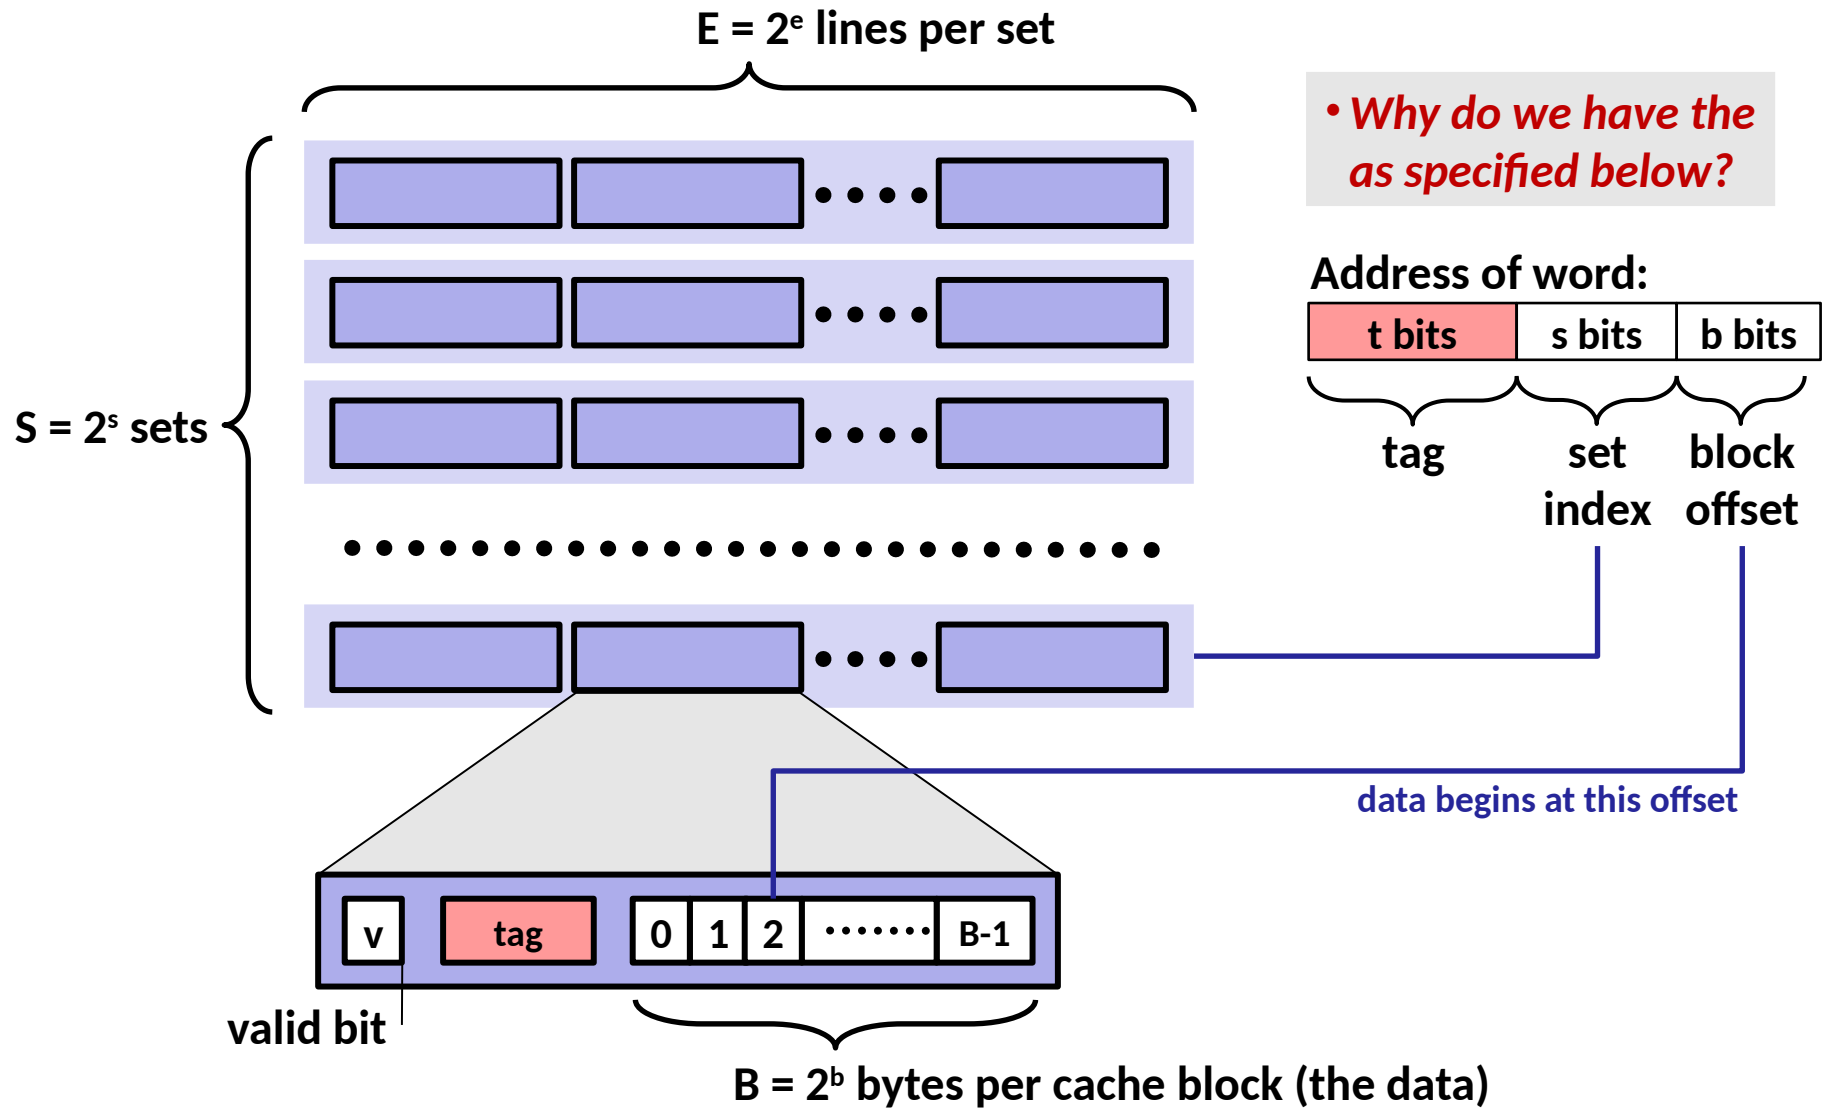 E = 2ᵉ lines per set
• Why do we have the
as specified below?
Address of word:
t bits s bits b bits
S = 2ˢ sets
tag set block
index offset
data begins at this offset
v tag 0 1 2 ······· B-1
valid bit
B = 2ᵇ bytes per cache block (the data)